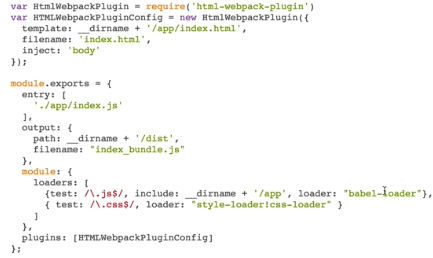 var HtmlWebpackPlugin = require('html-webpack-plugin')
var HTMLWebpackPluginConfig = new HtmlWebpackPlugin({
  template: __dirname + '/app/index.html',
  filename: 'index.html',
  inject: 'body'
});
module.exports = {
  entry: [
    './app/index.js'
  ],
  output: {
    path: __dirname + '/dist',
    filename: "index_bundle.js"
  },
  module: {
    loaders: [
      {test: /\.js$/, include: __dirname + '/app', loader: "babel-loader"},
      { test: /\.css$/, loader: "style-loader!css-loader" }
    ]
  },
  plugins: [HTMLWebpackPluginConfig]
};